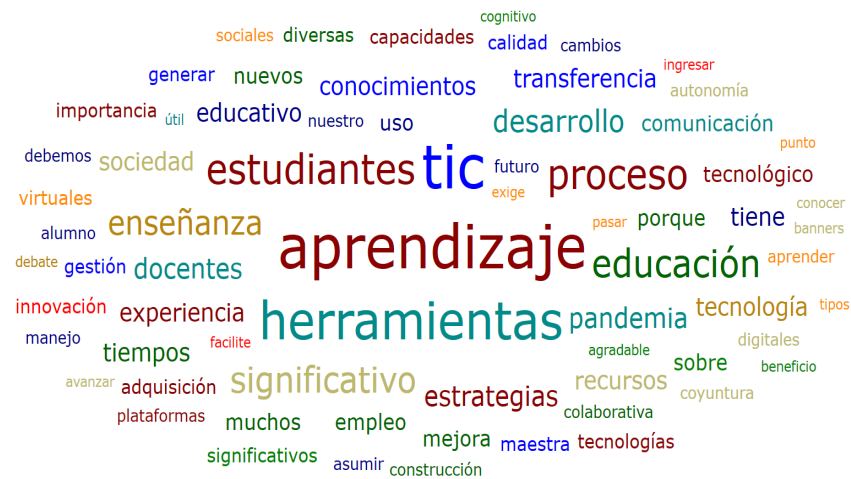 cognitivo
sociales diversas capacidades calidad cambios
ingresar
generar nuevos conocimientos transferencia autonomía
importancia útil educativo nuestro uso desarrollo comunicación
punto
debemos sociedad estudiantes tic futuro proceso tecnológico
exige
virtuales conocer
alumno enseñanza pasar porque tiene banners
aprendizaje
debate gestión docentes educación aprender
innovación experiencia herramientas pandemia tecnología tipos
manejo facilite digitales
tiempos agradable sobre beneficio
avanzar adquisición significativo estrategias recursos coyuntura
plataformas muchos empleo colaborativa
mejora maestra tecnologías
significativos asumir construcción